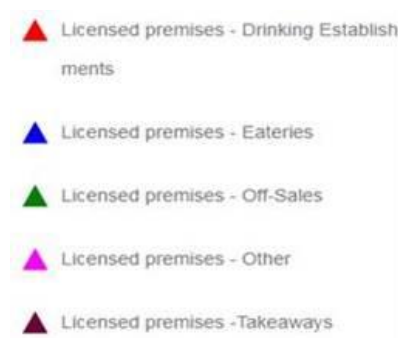 Licensed premises - Drinking Establish
ments
Licensed premises - Eateries
Licensed premises - Off-Sales
Licensed premises - Other
Licensed premises -Takeaways